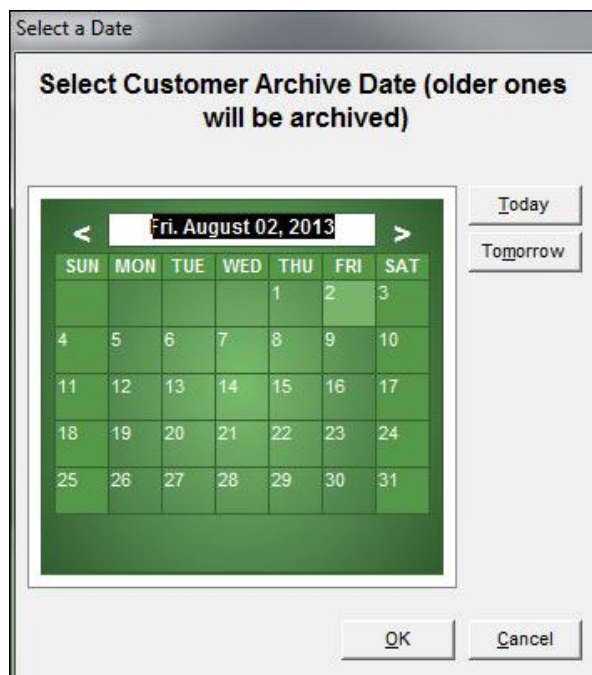 Select a Date
Select Customer Archive Date (older ones
will be archived)
Today
< Fri. August 02, 2013 >
Tomorrow
SUN MON TUE WED THU FRI SAT
1 2 3
4 5 6 7 8 9 10
11 12 13 14 15 16 17
18 19 20 21 22 23 24
25 26 27 28 29 30 31
OK Cancel